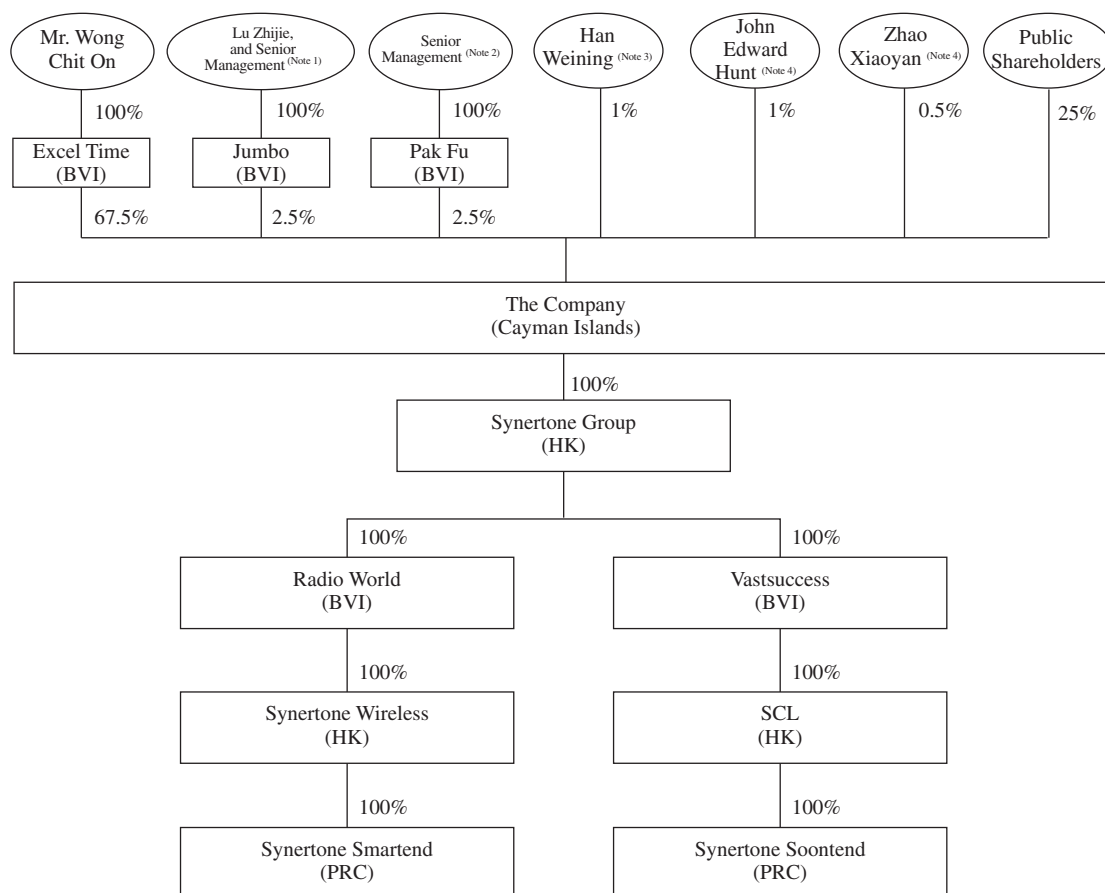 Mr. Wong
Chit On
Lu Zhijie,
and Senior
Management (Note 1)
Senior
Management (Note 2)
Han
Weining (Note 3)
John
Edward
Hunt (Note 4)
Zhao
Xiaoyan (Note 4)
Public
Shareholders
100%
100%
100%
1%
1%
0.5%
25%
Excel Time
(BVI)
Jumbo
(BVI)
Pak Fu
(BVI)
67.5%
2.5%
2.5%
The Company
(Cayman Islands)
100%
Synertone Group
(HK)
100%
100%
Radio World
(BVI)
Vastsuccess
(BVI)
100%
100%
Synertone Wireless
(HK)
SCL
(HK)
100%
100%
Synertone Smartend
(PRC)
Synertone Soontend
(PRC)